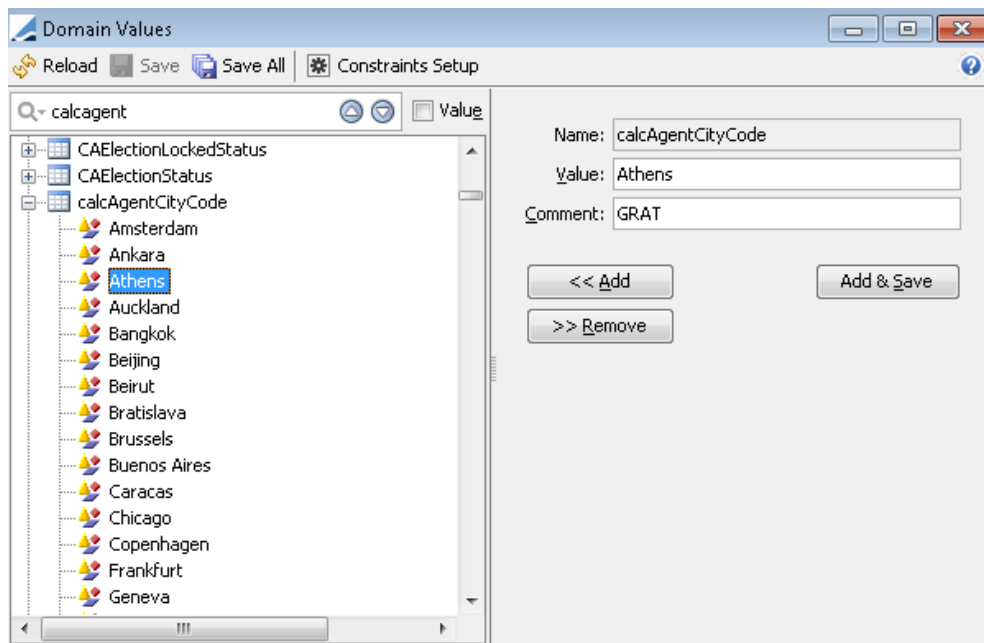 Domain Values
Reload Save Save All Constraints Setup
calcagent Value
CAElectionLockedStatus
CAElectionStatus
calcAgentCityCode
Amsterdam
Ankara
Athens
Auckland
Bangkok
Beijing
Beirut
Bratislava
Brussels
Buenos Aires
Caracas
Chicago
Copenhagen
Frankfurt
Geneva
Name: calcAgentCityCode
Value: Athens
Comment: GRAT
<< Add Add & Save
>> Remove